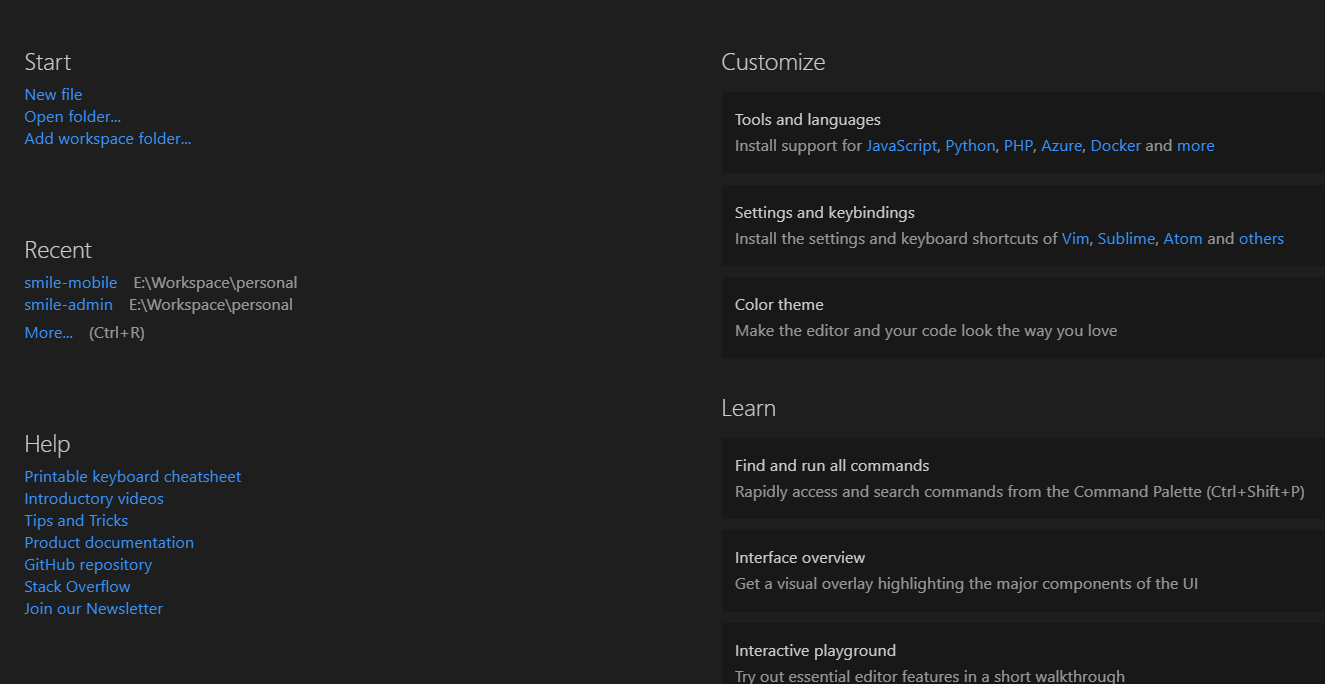 Start
New file
Open folder...
Add workspace folder...
Recent
smile-mobile E:\Workspace\personal
smile-admin E:\Workspace\personal
More... (Ctrl+R)
Help
Printable keyboard cheatsheet
Introductory videos
Tips and Tricks
Product documentation
GitHub repository
Stack Overflow
Join our Newsletter
Customize
Tools and languages
Install support for JavaScript, Python, PHP, Azure, Docker and more
Settings and keybindings
Install the settings and keyboard shortcuts of Vim, Sublime, Atom and others
Color theme
Make the editor and your code look the way you love
Learn
Find and run all commands
Rapidly access and search commands from the Command Palette (Ctrl+Shift+P)
Interface overview
Get a visual overlay highlighting the major components of the UI
Interactive playground
Try out essential editor features in a short walkthrough